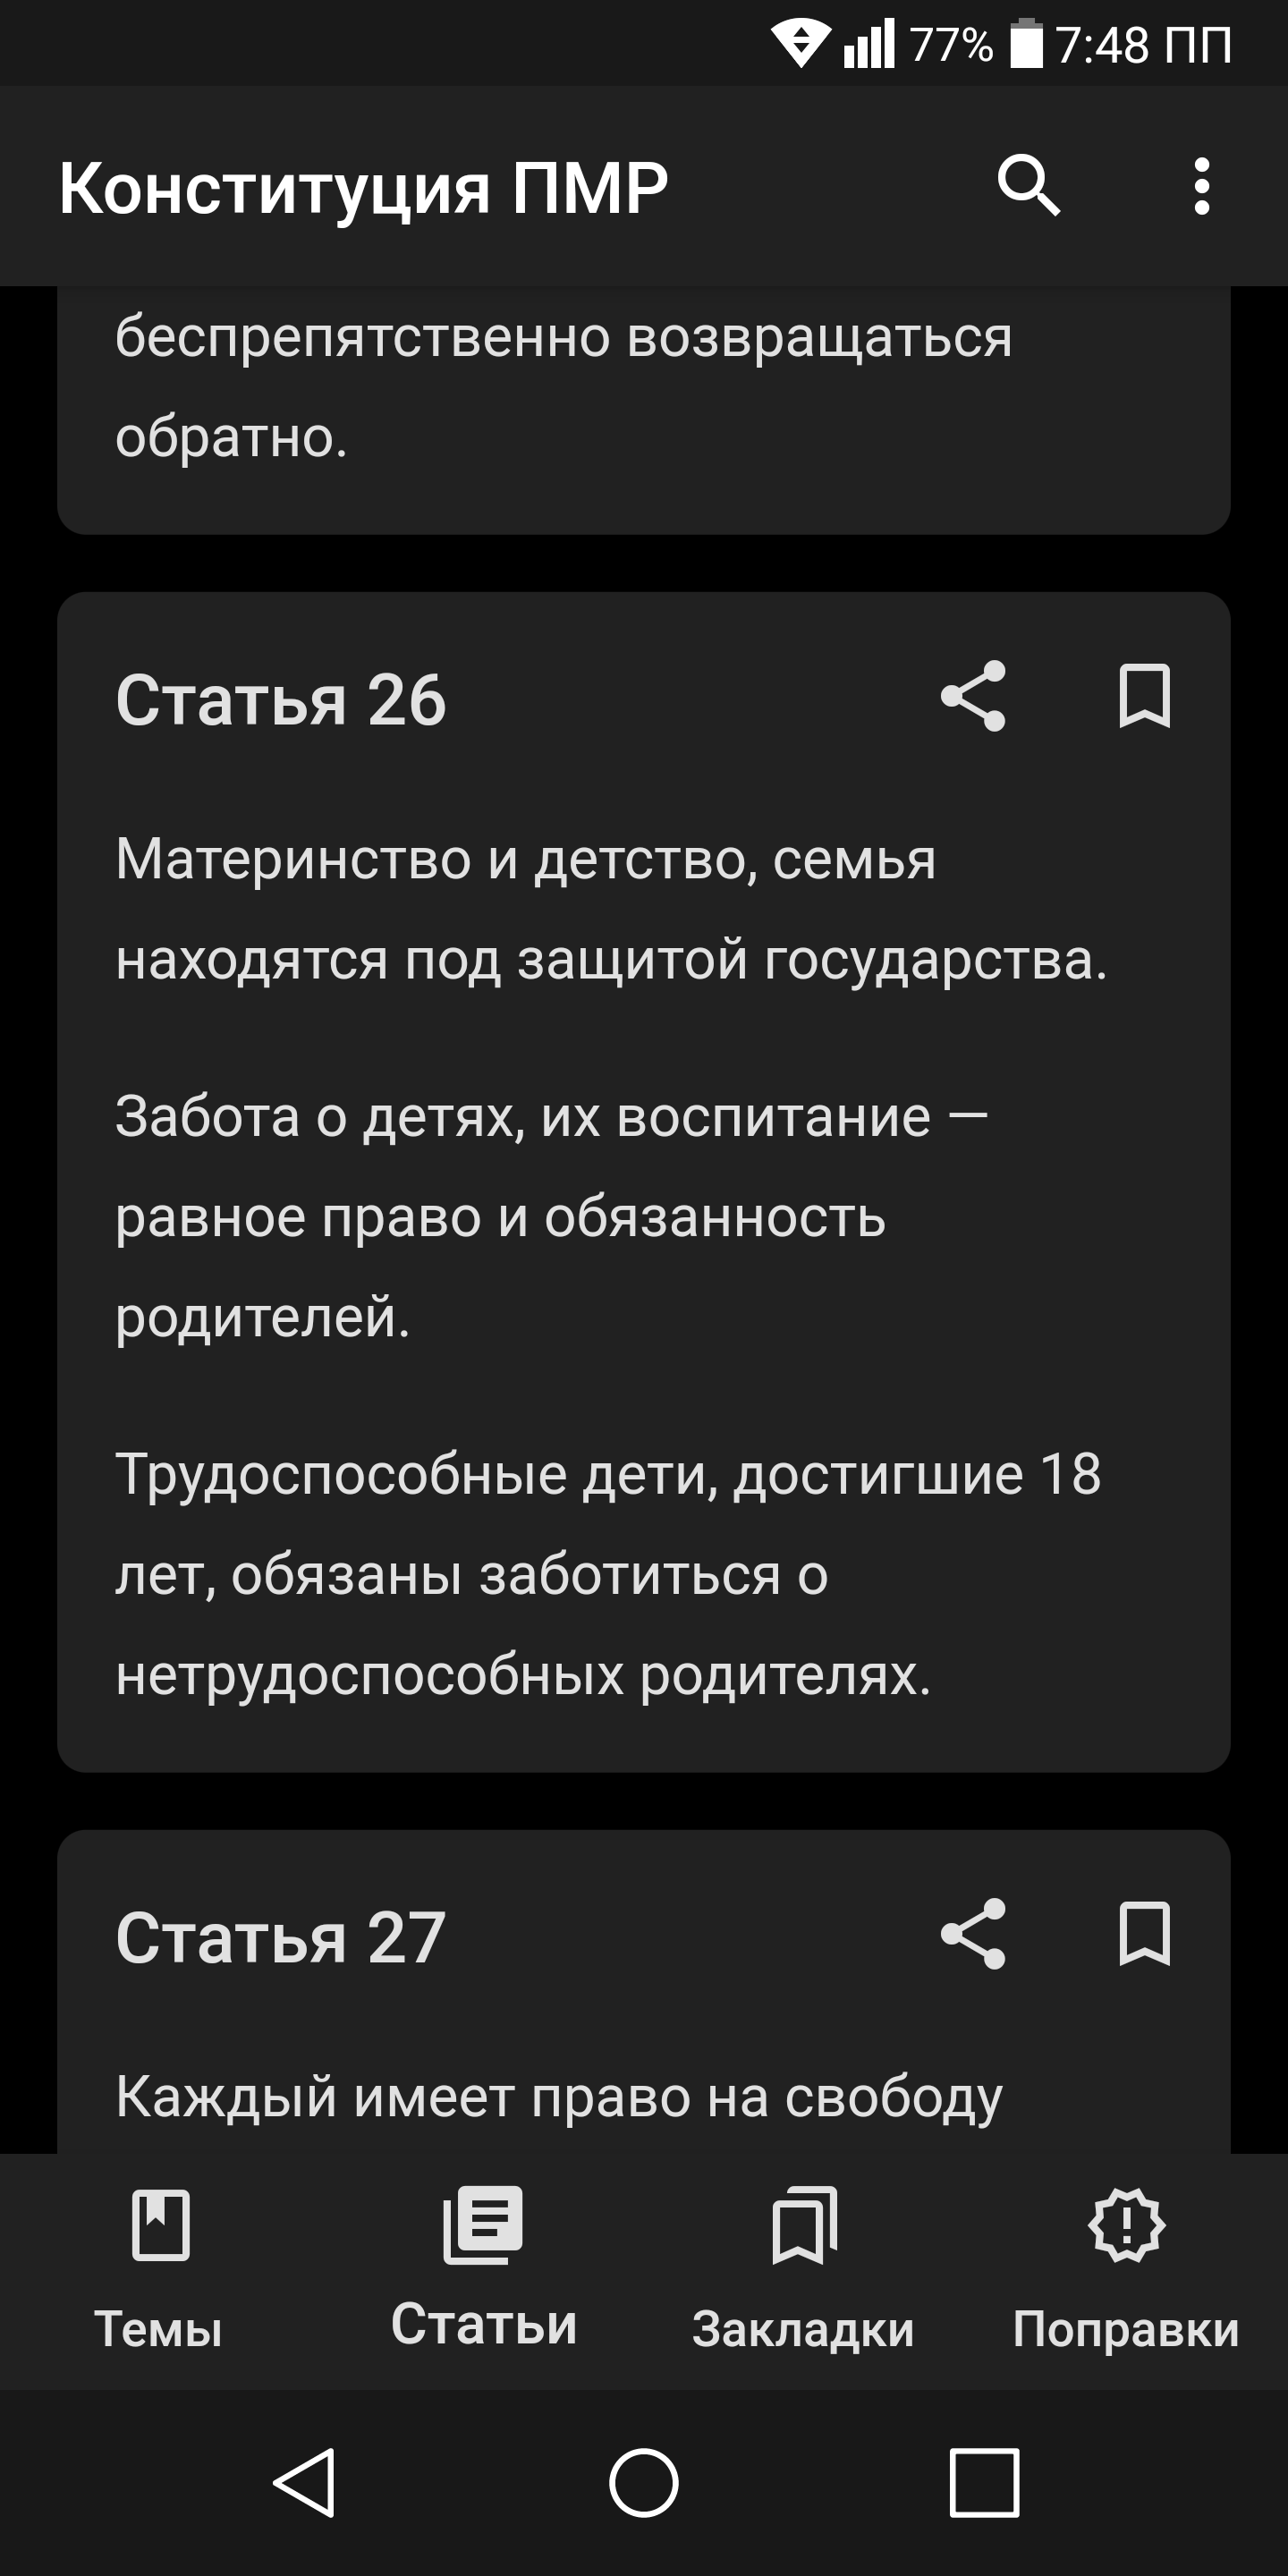 77% 7:48 ПП
Конституция ПМР
беспрепятственно возвращаться
обратно.
Статья 26
Материнство и детство, семья
находятся под защитой государства.
Забота о детях, их воспитание —
равное право и обязанность
родителей.
Трудоспособные дети, достигшие 18
лет, обязаны заботиться о
нетрудоспособных родителях.
Статья 27
Каждый имеет право на свободу
Темы Статьи Закладки Поправки